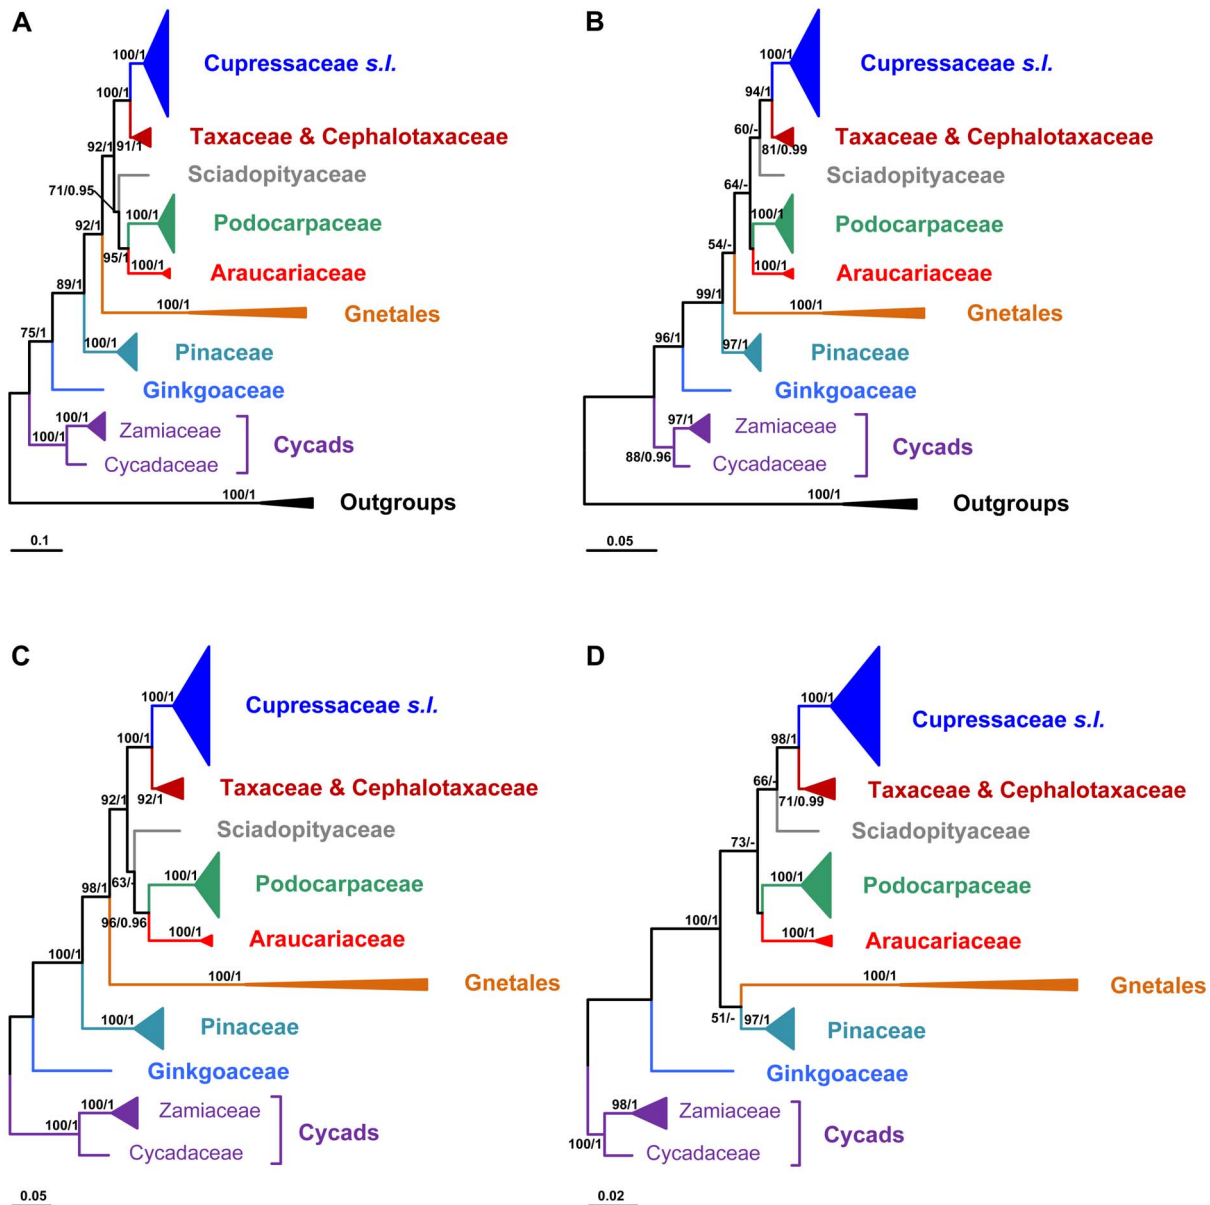 A
100/1
Cupressaceae s.l.
100/1
92/1
91/1
Taxaceae & Cephalotaxaceae
Sciadopityaceae
71/0.95
100/1
Podocarpaceae
92/1
95/1
100/1
Araucariaceae
89/1
100/1
Gnetales
75/1
100/1
Pinaceae
Ginkgoaceae
100/1
Zamiaceae
100/1
Cycadaceae
Cycads
100/1
Outgroups
0.1
B
100/1
Cupressaceae s.l.
94/1
60/-
Taxaceae & Cephalotaxaceae
81/0.99
Sciadopityaceae
64/-
100/1
Podocarpaceae
54/-
100/1
Araucariaceae
99/1
100/1
Gnetales
96/1
97/1
Pinaceae
Ginkgoaceae
97/1
Zamiaceae
88/0.96
Cycadaceae
Cycads
100/1
Outgroups
0.05
C
100/1
Cupressaceae s.l.
100/1
Taxaceae & Cephalotaxaceae
92/1
92/1
Sciadopityaceae
63/-
100/1
Podocarpaceae
98/1
96/0.96
100/1
Araucariaceae
100/1
100/1
Gnetales
100/1
Pinaceae
Ginkgoaceae
100/1
Zamiaceae
100/1
Cycadaceae
Cycads
0.05
D
100/1
Cupressaceae s.l.
98/1
66/-
Taxaceae & Cephalotaxaceae
71/0.99
Sciadopityaceae
73/-
100/1
Podocarpaceae
100/1
100/1
Araucariaceae
100/1
Gnetales
51/-
97/1
Pinaceae
Ginkgoaceae
98/1
Zamiaceae
100/1
Cycadaceae
Cycads
0.02